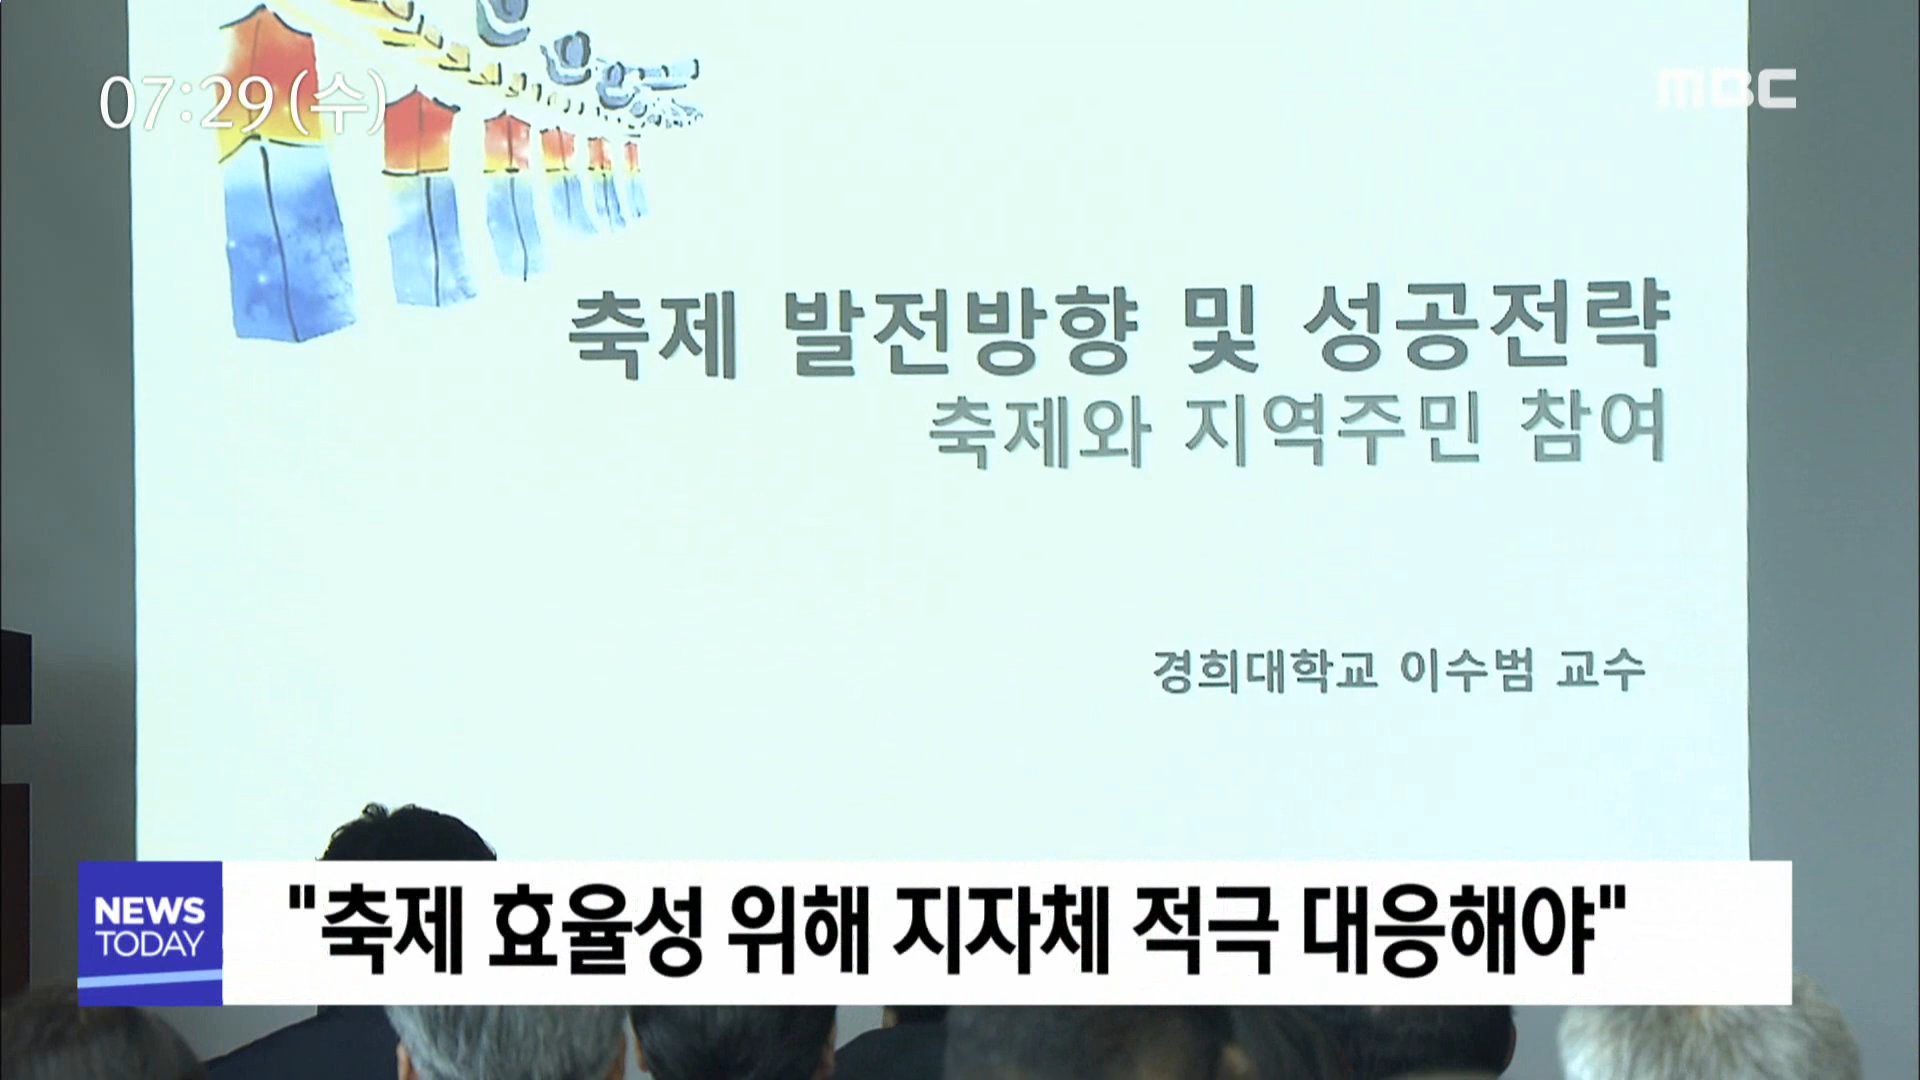 07:29(수)
MBC
축제 발전방향 및 성공전략
축제와 지역주민 참여
경희대학교 이수범 교수
NEWS
TODAY
"축제 효율성 위해 지자체 적극 대응해야"